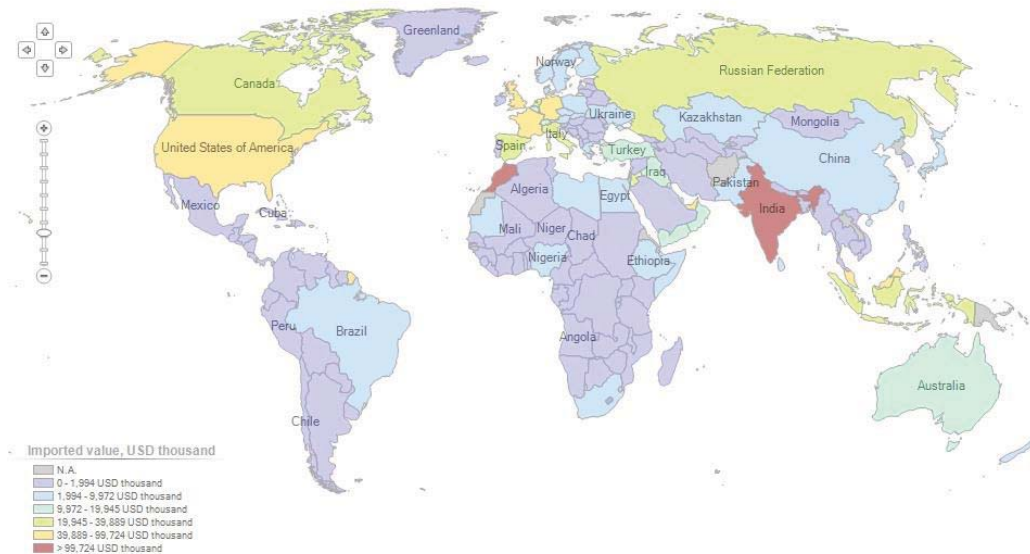 Greenland
Norway
Canada
Russian Federation
Ukraine
Kazakhstan
Mongolia
Italy
United States of America
Spain
Turkey
China
Iraq
Pakistan
Algeria
Egypt
Mexico
India
Cuba
Mali
Niger
Chad
Nigeria
Ethiopia
Peru
Brazil
Angola
Australia
Chile
Imported value, USD thousand
N.A.
0 - 1,994 USD thousand
1,994 - 9,972 USD thousand
9,972 - 19,945 USD thousand
19,945 - 39,889 USD thousand
39,889 - 99,724 USD thousand
> 99,724 USD thousand